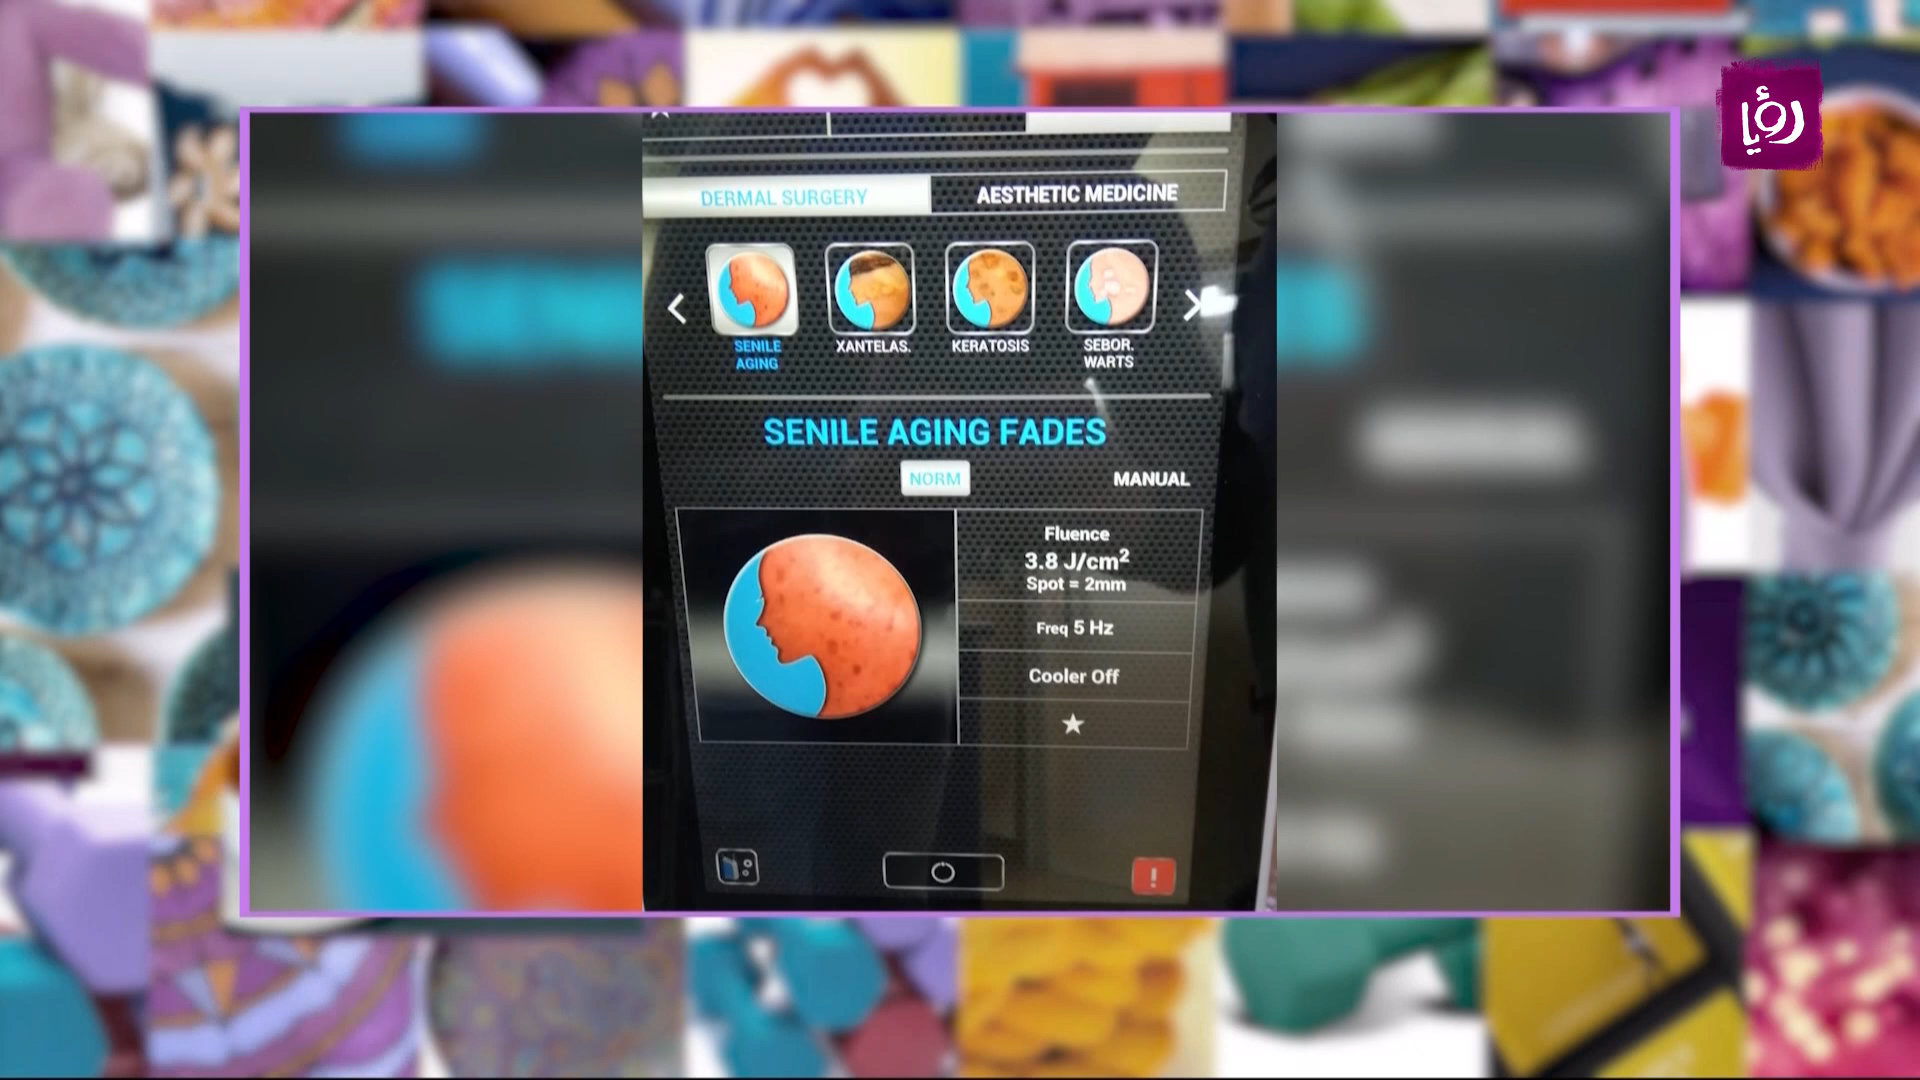 رؤيا
DERMAL SURGERY
AESTHETIC MEDICINE
SENILE
AGING
XANTELAS.
KERATOSIS
SEBOR.
WARTS
SENILE AGING FADES
NORM
MANUAL
Fluence
3.8 J/cm²
Spot = 2mm
Freq 5 Hz
Cooler Off